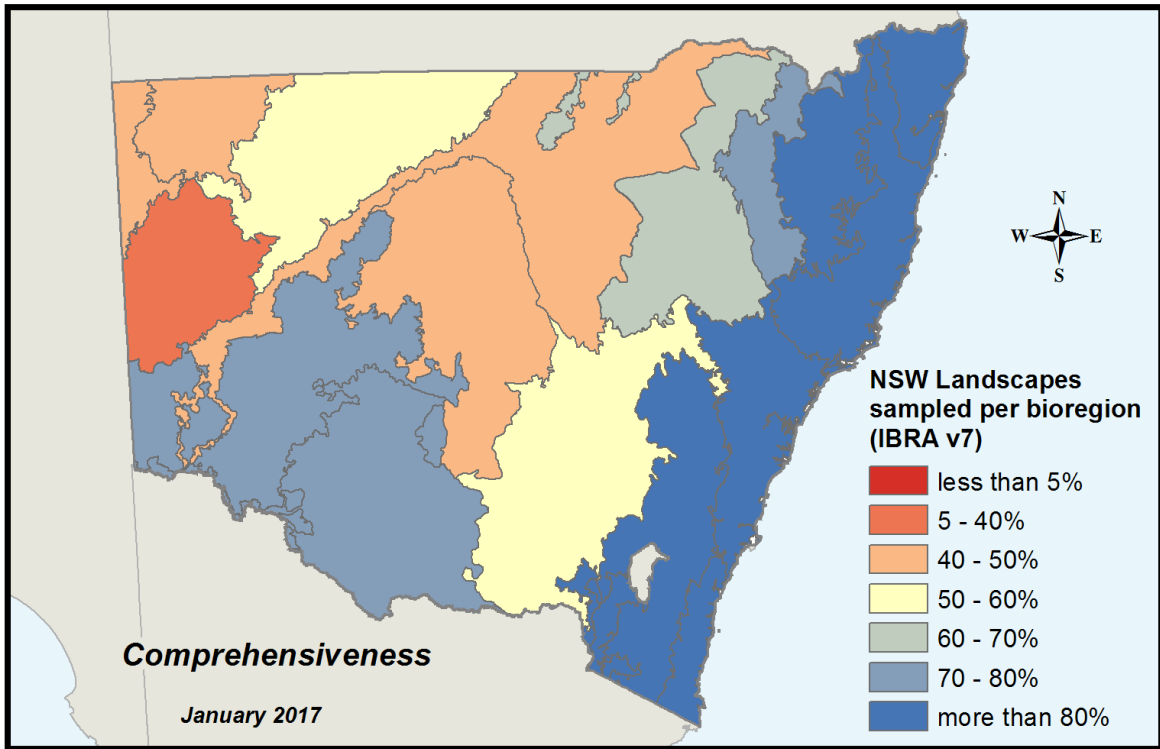 N
W E
S
NSW Landscapes
sampled per bioregion
(IBRA v7)
less than 5%
5 - 40%
40 - 50%
50 - 60%
60 - 70%
70 - 80%
more than 80%
Comprehensiveness
January 2017